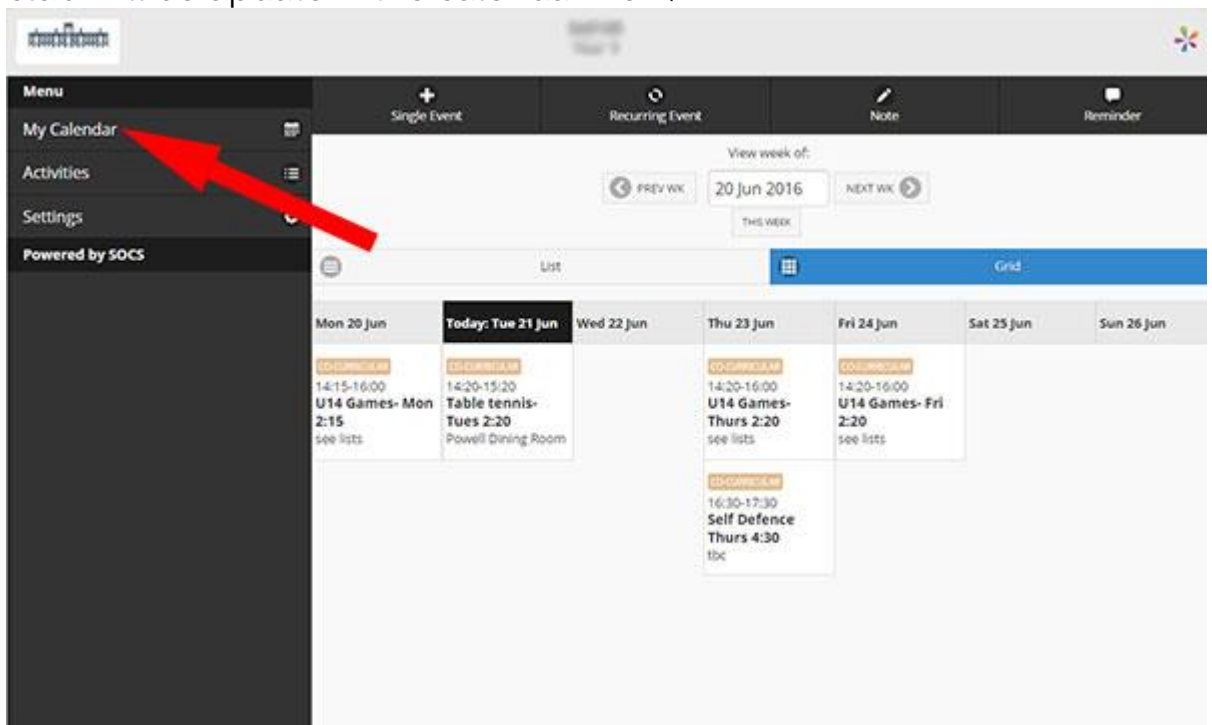 Menu
My Calendar
Activities
Settings
Powered by SOCS
Single Event
Recurring Event
Note
Reminder
View week of:
PREV WK
20 Jun 2016
NEXT WK
THIS WEEK
List
Grid
Mon 20 Jun
Today: Tue 21 Jun
Wed 22 Jun
Thu 23 Jun
Fri 24 Jun
Sat 25 Jun
Sun 26 Jun
CO-CURRICULAR
14:15-16:00
U14 Games- Mon
2:15
see lists
CO-CURRICULAR
14:20-15:20
Table tennis-
Tues 2:20
Powell Dining Room
CO-CURRICULAR
14:20-16:00
U14 Games-
Thurs 2:20
see lists
CO-CURRICULAR
16:30-17:30
Self Defence
Thurs 4:30
tbc
CO-CURRICULAR
14:20-16:00
U14 Games- Fri
2:20
see lists